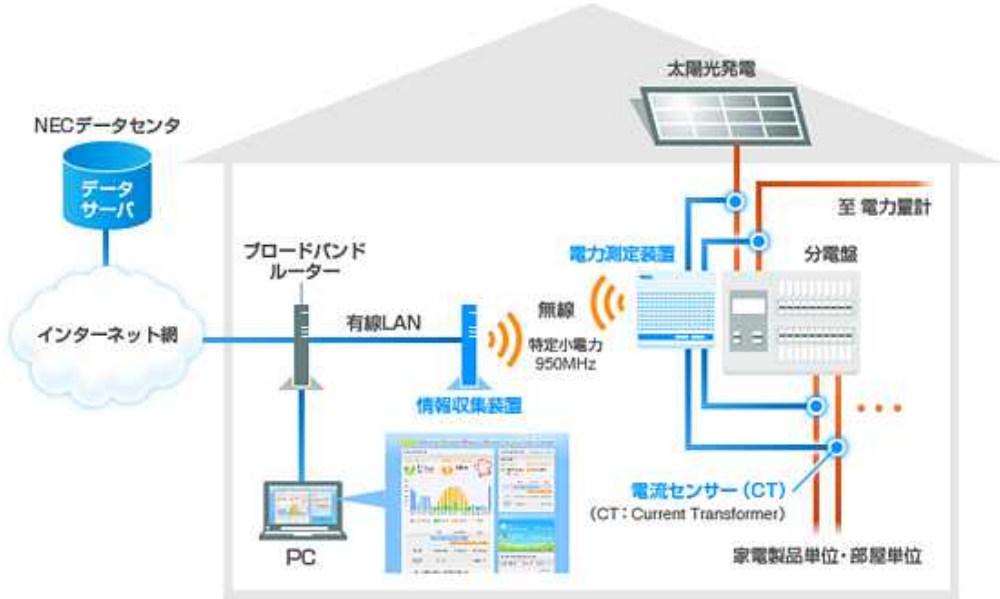 太陽光発電
NECデータセンタ
データ
サーバ
至 電力量計
ブロードバンド
ルーター
電力測定装置
分電盤
インターネット網
有線LAN
無線
特定小電力
950MHz
情報収集装置
電流センサー(CT)
(CT:Current Transformer)
PC
家電製品単位・部屋単位